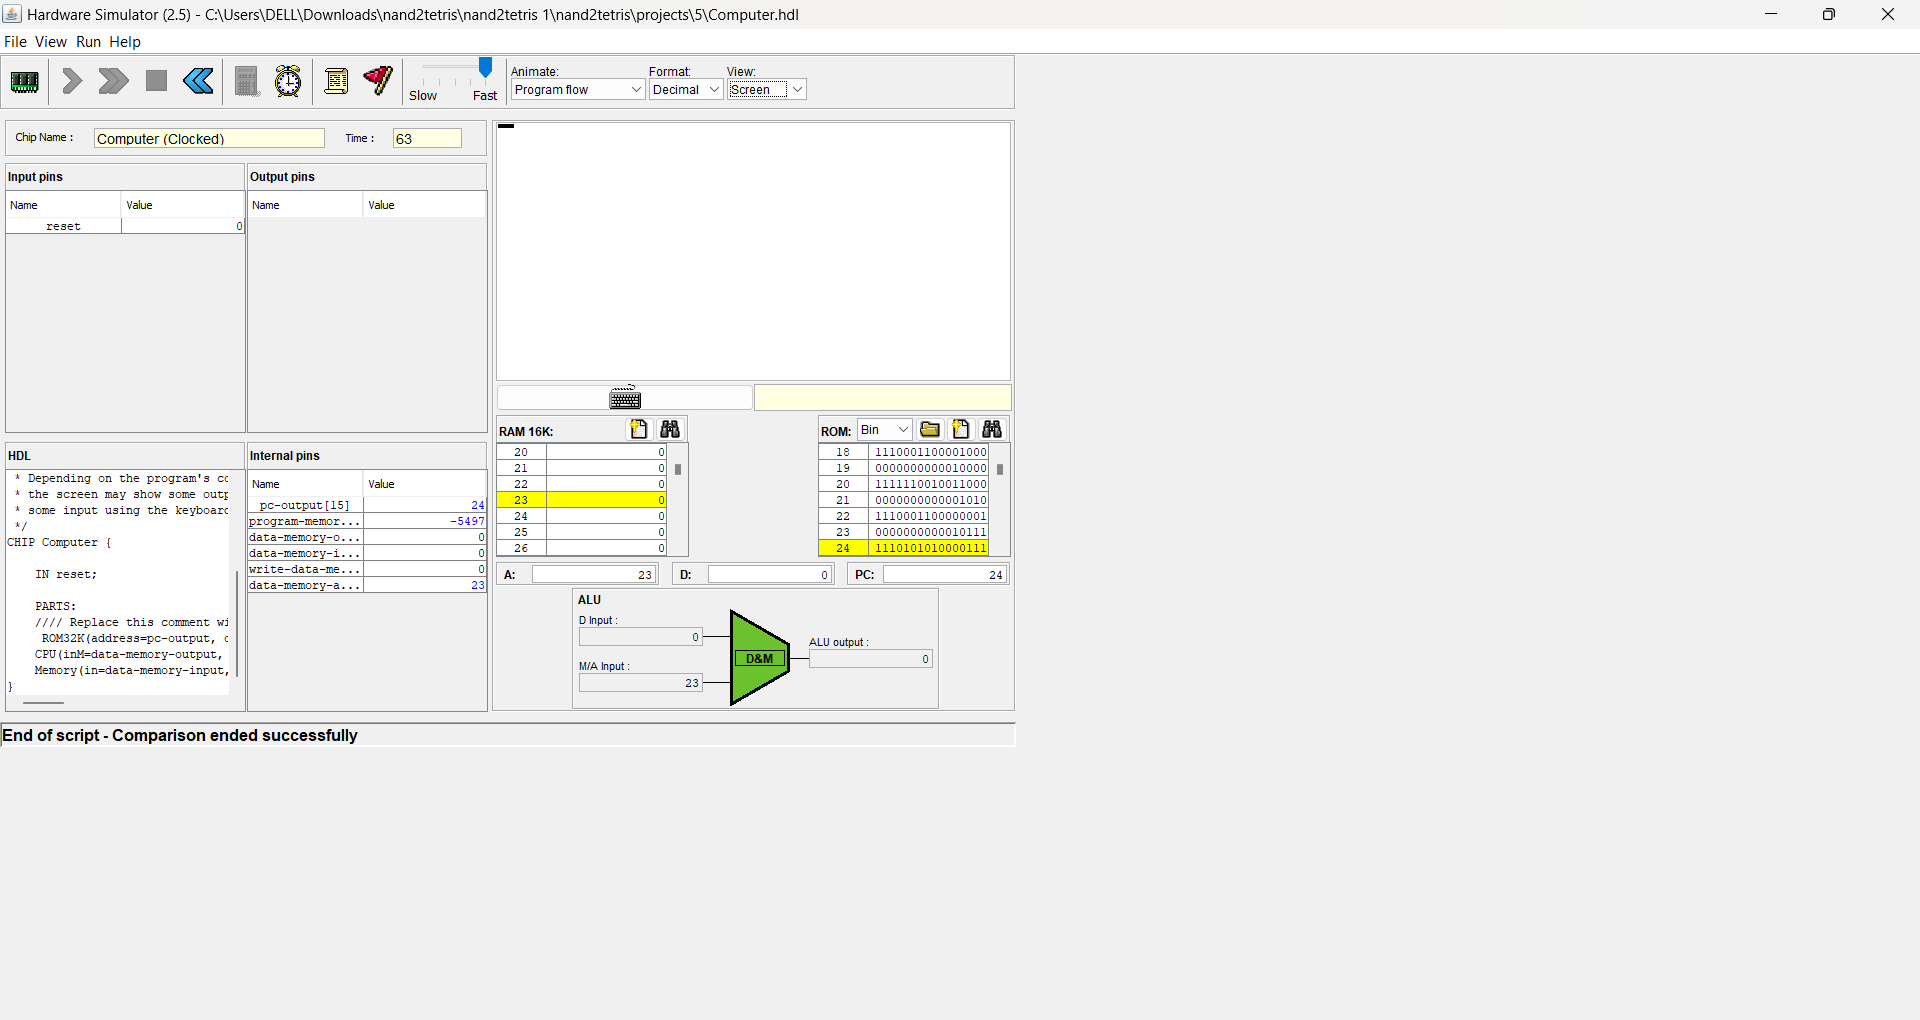 Hardware Simulator (2.5) - C:\Users\DELL\Downloads\nand2tetris\nand2tetris 1\nand2tetris\projects\5\Computer.hdl
File View Run Help
Slow Fast
Animate: Format: View:
Program flow Decimal Screen
Chip Name : Computer (Clocked) Time : 63
Input pins
Name Value
reset 0
Output pins
Name Value
HDL
* Depending on the program's co
* the screen may show some outp
* some input using the keyboard
*/
CHIP Computer {
IN reset;
PARTS:
//// Replace this comment wi
ROM32K(address=pc-output,
CPU(inM=data-memory-output,
Memory(in=data-memory-input,
}
Internal pins
Name Value
pc-output[15] 24
program-memor... -5497
data-memory-o... 0
data-memory-i... 0
write-data-me... 0
data-memory-a... 23
RAM 16K:
20 0
21 0
22 0
23 0
24 0
25 0
26 0
ROM: Bin
18 1110001100001000
19 0000000000010000
20 1111110010011000
21 0000000000001010
22 1110001100000001
23 0000000000010111
24 1110101010000111
A: 23 D: 0 PC: 24
ALU
D Input :
0
M/A Input :
23
D&M
ALU output :
0
End of script - Comparison ended successfully